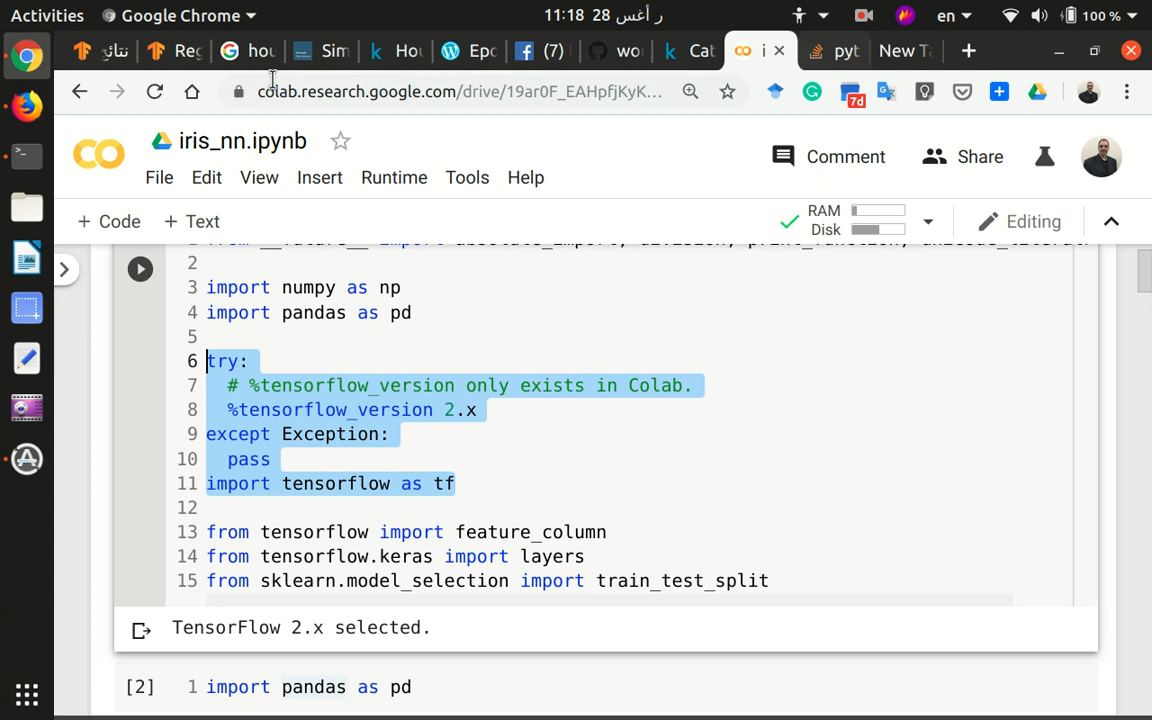 Activities Google Chrome 11:18 28 ر أغس en 100 %
نتائج Reg hou Sim Hou Epo (7) wo Cat i pyt New Ta
colab.research.google.com/drive/19ar0F_EAHpfjKyK... 7d
iris_nn.ipynb
Comment Share
File Edit View Insert Runtime Tools Help
+ Code + Text RAM Disk Editing
2
3 import numpy as np
4 import pandas as pd
5
6 try:
7 # %tensorflow_version only exists in Colab.
8 %tensorflow_version 2.x
9 except Exception:
10 pass
11 import tensorflow as tf
12
13 from tensorflow import feature_column
14 from tensorflow.keras import layers
15 from sklearn.model_selection import train_test_split
TensorFlow 2.x selected.
[2] 1 import pandas as pd